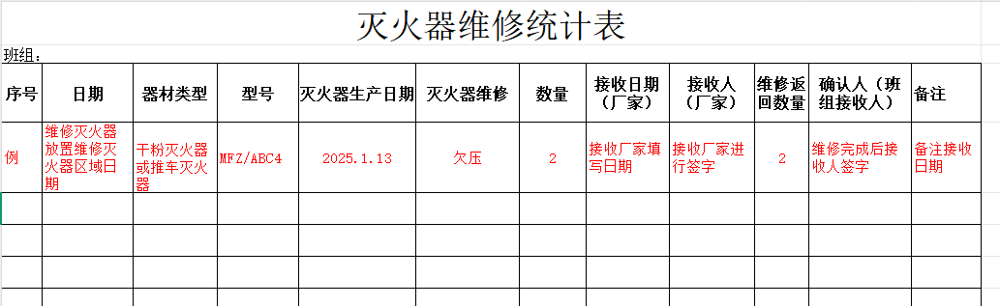 灭火器维修统计表
班组：
序号 日期 器材类型 型号 灭火器生产日期 灭火器维修 数量 接收日期（厂家） 接收人（厂家） 维修返回数量 确认人（班组接收人） 备注
例 维修灭火器放置维修灭火器区域日期 干粉灭火器或推车灭火器 MFZ/ABC4 2025.1.13 欠压 2 接收厂家填写日期 接收厂家进行签字 2 维修完成后接收人签字 备注接收日期